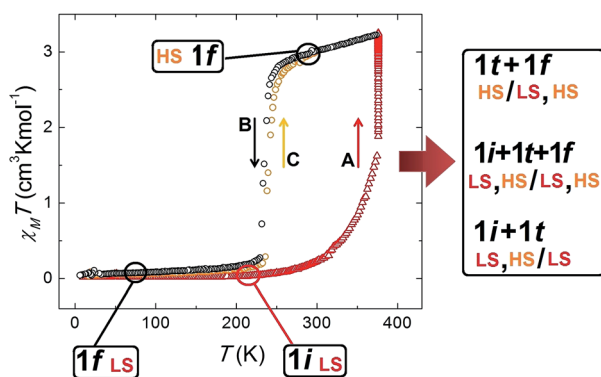 HS 1f
3
2
1
0
χ_M T (cm³Kmol⁻¹)
B
C
A
0
100
200
300
400
T (K)
1f LS
1i LS
1t+1f
HS/LS, HS
1i+1t+1f
LS,HS/LS,HS
1i+1t
LS,HS/LS